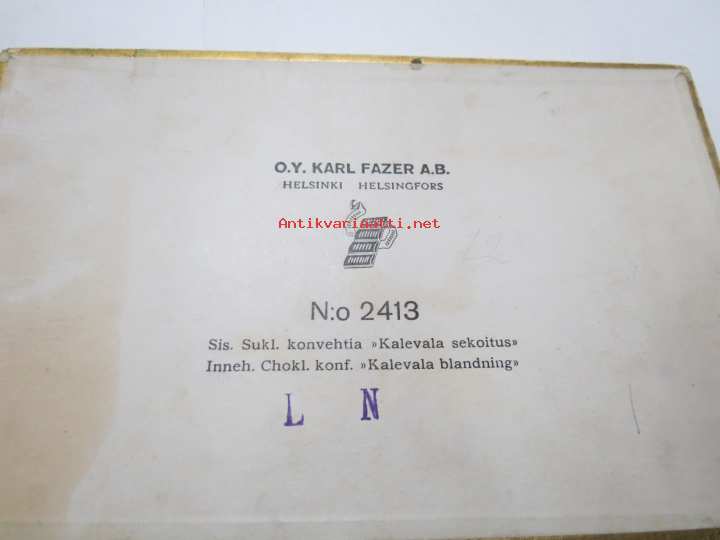 O.Y. KARL FAZER A.B.
HELSINKI HELSINGFORS
Antikvariaatti.net
N:o 2413
Sis. Sukl. konvehtia »Kalevala sekoitus»
Inneh. Chokl. konf. »Kalevala blandning»
L N